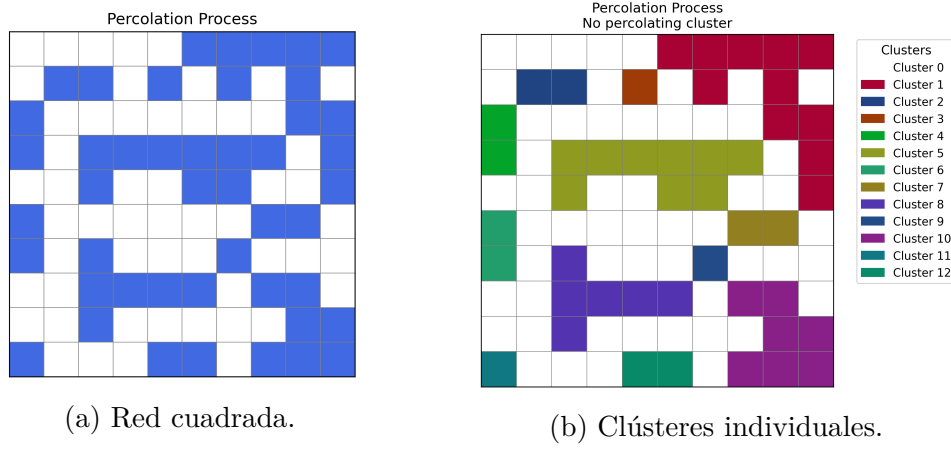 Percolation Process
(a) Red cuadrada.
Percolation Process
No percolating cluster
Clusters
Cluster 0
Cluster 1
Cluster 2
Cluster 3
Cluster 4
Cluster 5
Cluster 6
Cluster 7
Cluster 8
Cluster 9
Cluster 10
Cluster 11
Cluster 12
(b) Clústeres individuales.